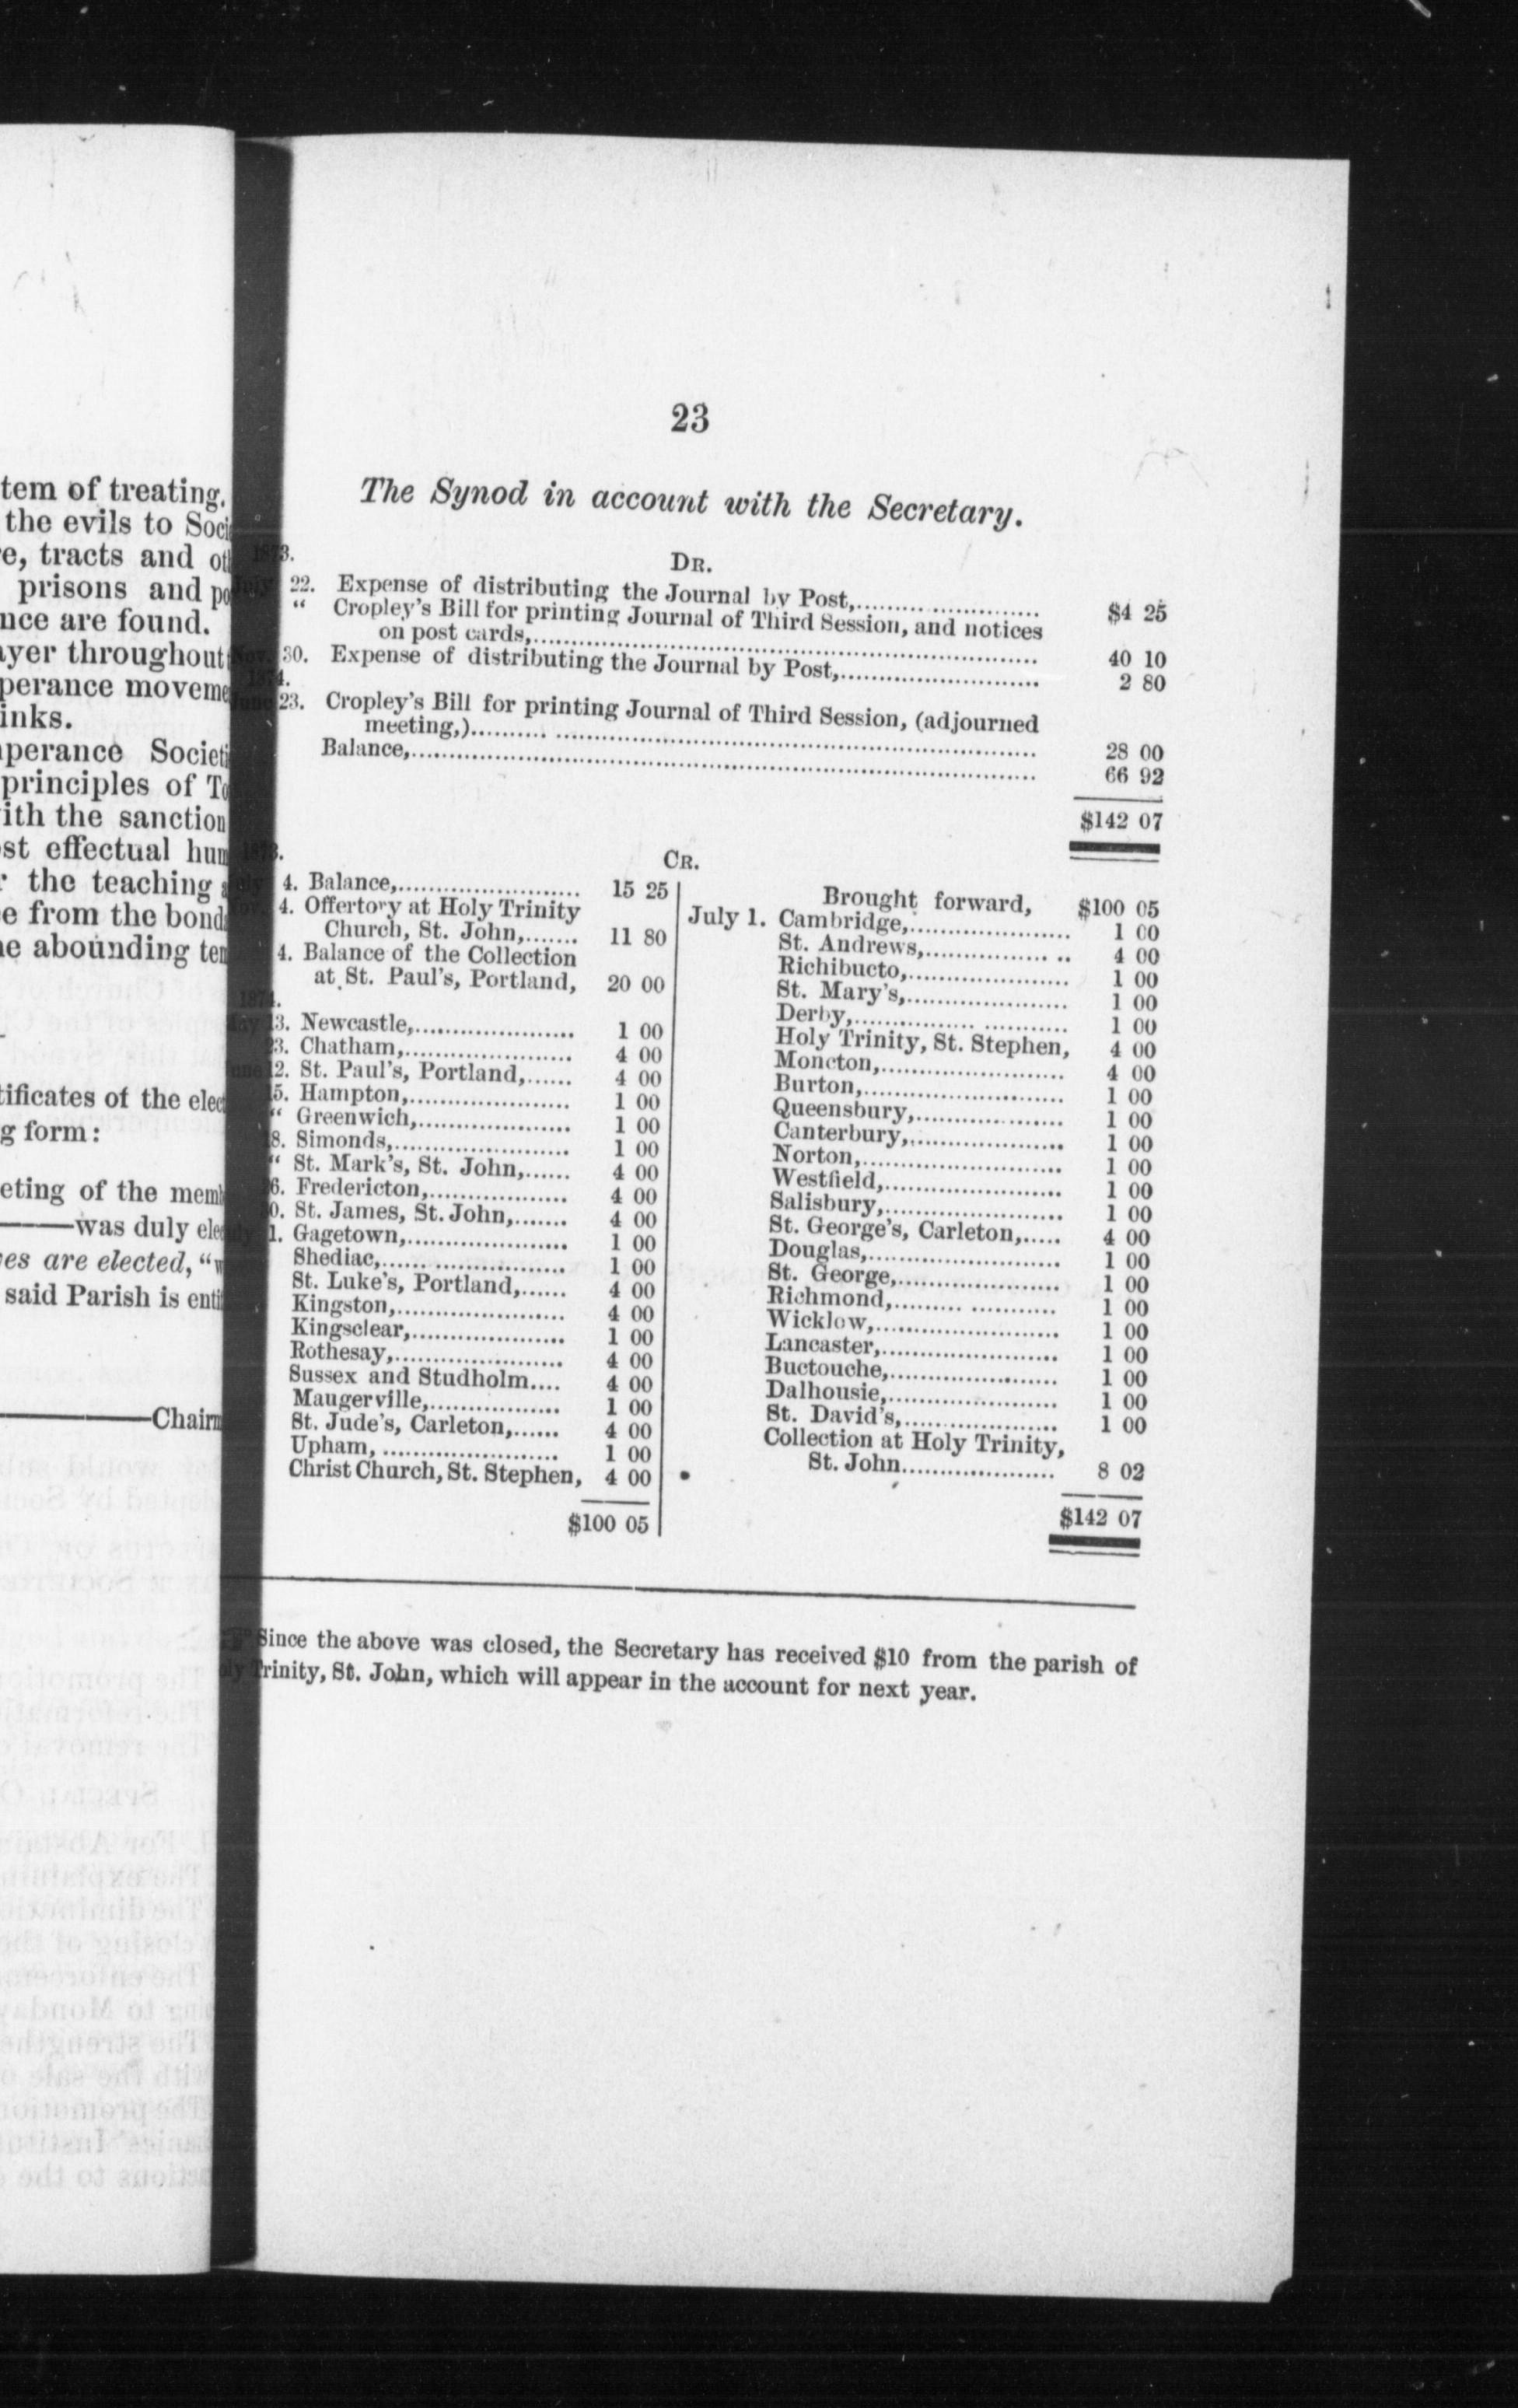 tem of treating,
the evils to Soci
e, tracts and oth
prisons and po
nce are found.
ayer throughout
perance moveme
inks.
perance Societi
principles of To
ith the sanction
st effectual hum
r the teaching a
e from the bond
e abounding tem
tificates of the elec
g form:
eting of the mem
——was duly elec
es are elected, "w
said Parish is enti
————Chairm
23
The Synod in account with the Secretary.
1873.
DR.
July 22. Expense of distributing the Journal by Post,.................... $4 25
" Cropley's Bill for printing Journal of Third Session, and notices
on post cards,.................... 40 10
Nov. 30. Expense of distributing the Journal by Post,.................... 2 80
1874.
June 23. Cropley's Bill for printing Journal of Third Session, (adjourned
meeting,).................... 28 00
Balance,.................... 66 92
$142 07
1873.
CR.
July 4. Balance,.................... 15 25
Nov. 4. Offertory at Holy Trinity
Church, St. John,....... 11 80
4. Balance of the Collection
at St. Paul's, Portland, 20 00
1874.
May 13. Newcastle,.................... 1 00
23. Chatham,.................... 4 00
June 12. St. Paul's, Portland,...... 4 00
15. Hampton,.................... 1 00
" Greenwich,.................... 1 00
18. Simonds,.................... 1 00
" St. Mark's, St. John,...... 4 00
26. Fredericton,.................... 4 00
30. St. James, St. John,....... 4 00
July 1. Gagetown,.................... 1 00
Shediac,.................... 1 00
St. Luke's, Portland,...... 4 00
Kingston,.................... 4 00
Kingsclear,.................... 1 00
Rothesay,.................... 4 00
Sussex and Studholm.... 4 00
Maugerville,.................... 1 00
St. Jude's, Carleton,...... 4 00
Upham,.................... 1 00
Christ Church, St. Stephen, 4 00
$100 05
Brought forward, $100 05
July 1. Cambridge,.................... 1 00
St. Andrews,.................... 4 00
Richibucto,.................... 1 00
St. Mary's,.................... 1 00
Derby,.................... 1 00
Holy Trinity, St. Stephen, 4 00
Moncton,.................... 4 00
Burton,.................... 1 00
Queensbury,.................... 1 00
Canterbury,.................... 1 00
Norton,.................... 1 00
Westfield,.................... 1 00
Salisbury,.................... 1 00
St. George's, Carleton,..... 4 00
Douglas,.................... 1 00
St. George,.................... 1 00
Richmond,.................... 1 00
Wicklow,.................... 1 00
Lancaster,.................... 1 00
Buctouche,.................... 1 00
Dalhousie,.................... 1 00
St. David's,.................... 1 00
Collection at Holy Trinity,
St. John.................... 8 02
$142 07
Since the above was closed, the Secretary has received $10 from the parish of
Holy Trinity, St. John, which will appear in the account for next year.